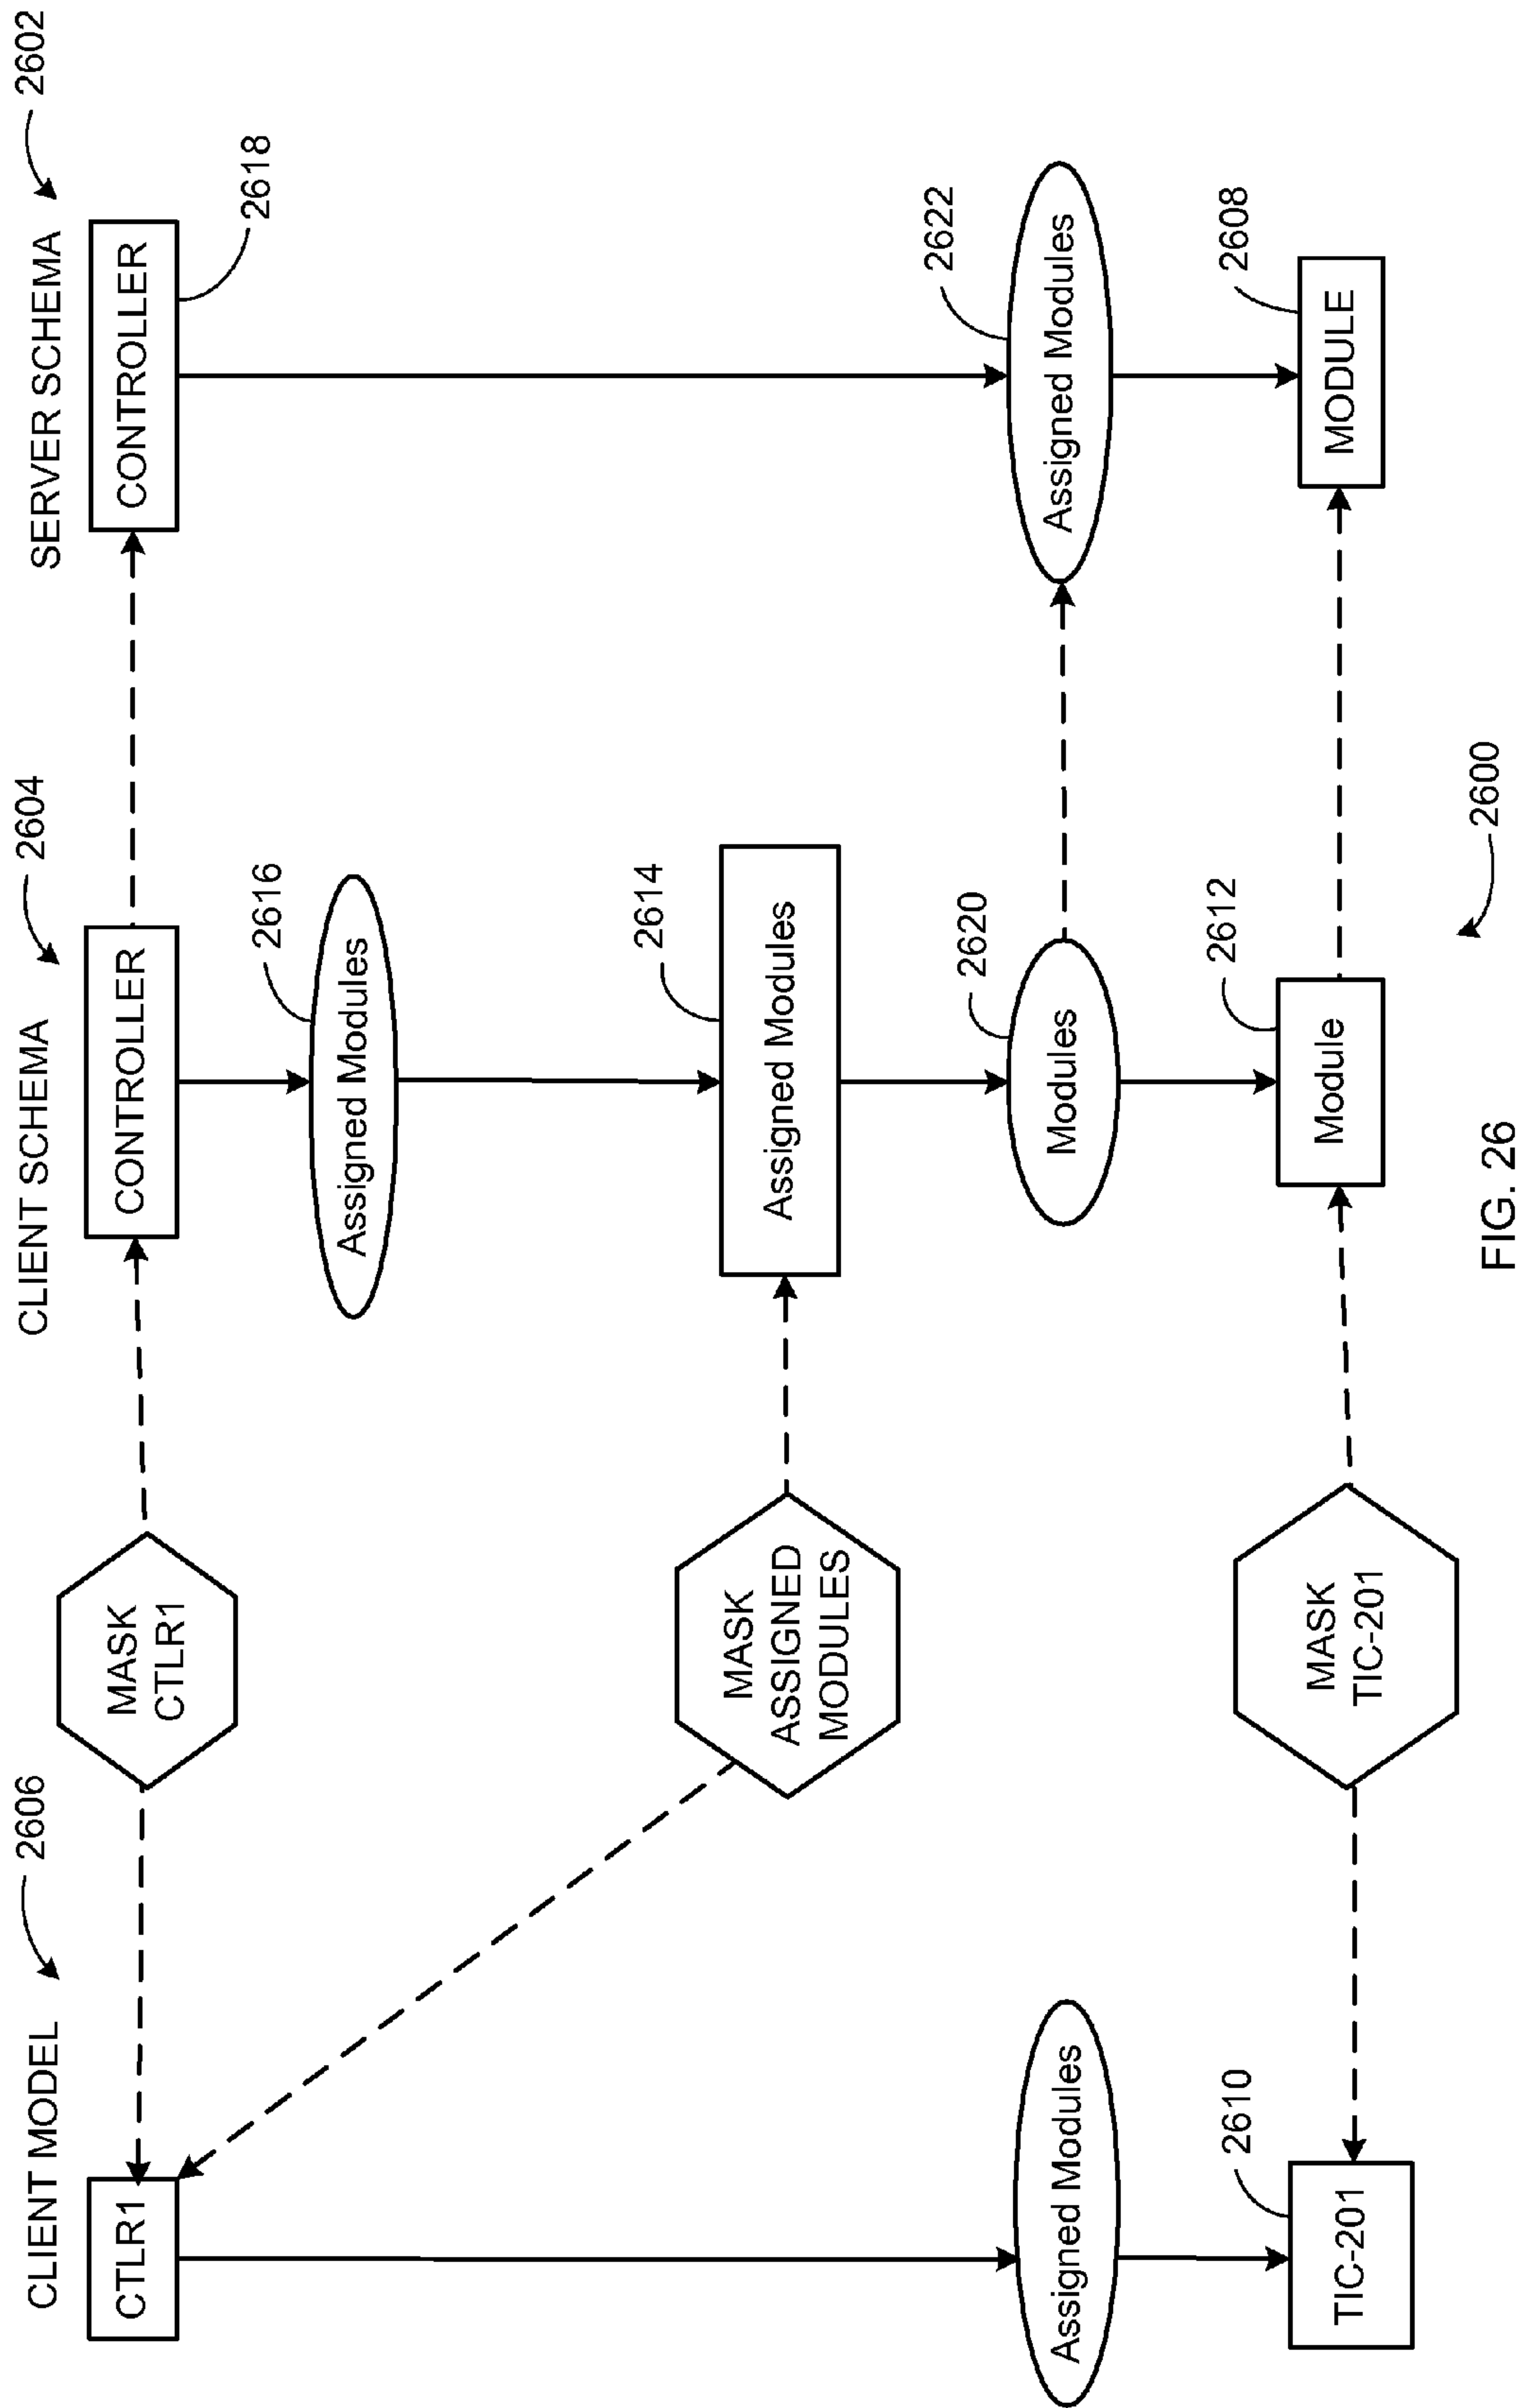 CLIENT MODEL
2606
CLIENT SCHEMA
2604
SERVER SCHEMA
2602
CTLR1
MASK
CTLR1
CONTROLLER
CONTROLLER
2618
2616
Assigned Modules
MASK
ASSIGNED
MODULES
2614
Assigned Modules
Assigned Modules
2620
Modules
2622
Assigned Modules
2610
TIC-201
MASK
TIC-201
2612
Module
2608
MODULE
2600
FIG. 26